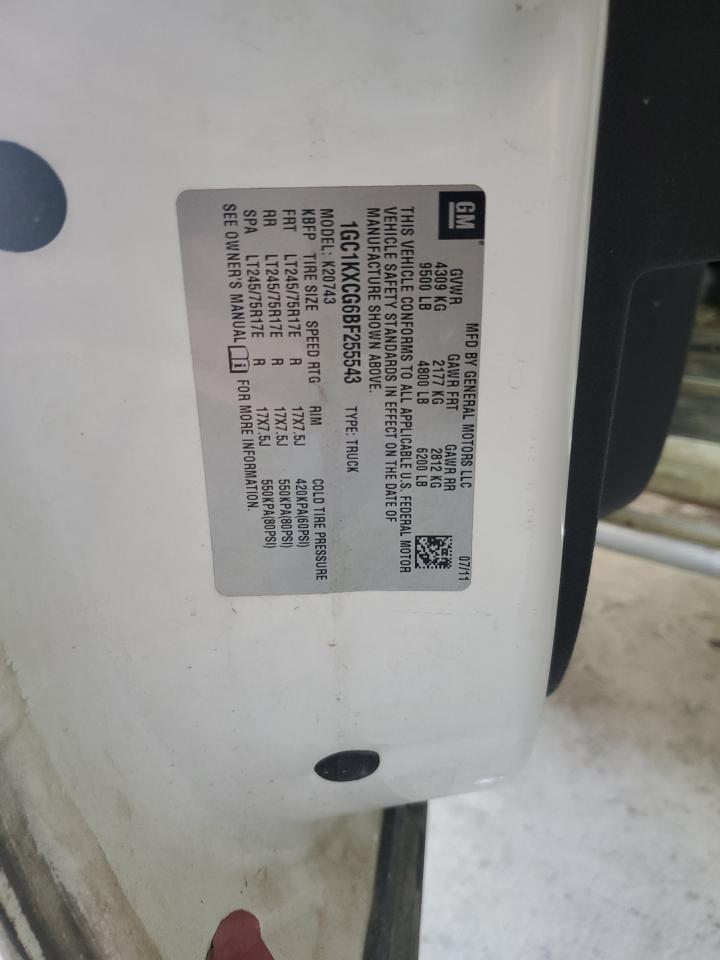 GM
MFD BY GENERAL MOTORS LLC 07/11
GVWR GAWR FRT GAWR RR
4309 KG 2177 KG 2812 KG
9500 LB 4800 LB 6200 LB
THIS VEHICLE CONFORMS TO ALL APPLICABLE U.S. FEDERAL MOTOR
VEHICLE SAFETY STANDARDS IN EFFECT ON THE DATE OF
MANUFACTURE SHOWN ABOVE.
1GC1KXCG6BF255543 TYPE: TRUCK
MODEL: K20743
KBFP TIRE SIZE SPEED RTG RIM COLD TIRE PRESSURE
FRT LT245/75R17E R 17X7.5J 420KPA(60PSI)
RR LT245/75R17E R 17X7.5J 550KPA(80PSI)
SPA LT245/75R17E R 17X7.5J 550KPA(80PSI)
SEE OWNER'S MANUAL FOR MORE INFORMATION.